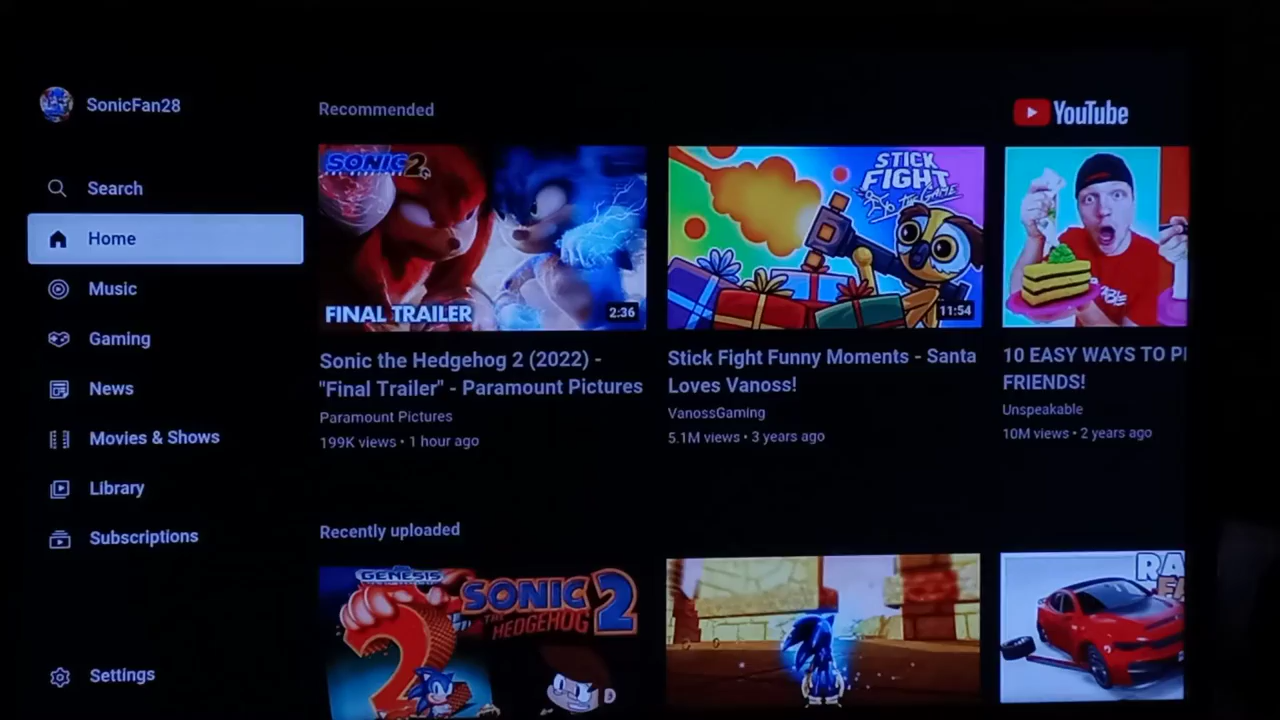 SonicFan28
Search
Home
Music
Gaming
News
Movies & Shows
Library
Subscriptions
Settings
Recommended
YouTube
SONIC 2
FINAL TRAILER
2:36
Sonic the Hedgehog 2 (2022) -
"Final Trailer" - Paramount Pictures
Paramount Pictures
199K views • 1 hour ago
STICK
FIGHT
THE GAME
11:54
Stick Fight Funny Moments - Santa
Loves Vanoss!
VanossGaming
5.1M views • 3 years ago
10 EASY WAYS TO
FRIENDS!
Unspeakable
10M views • 2 years ago
Recently uploaded
GENESIS
2
SONIC 2
THE HEDGEHOG